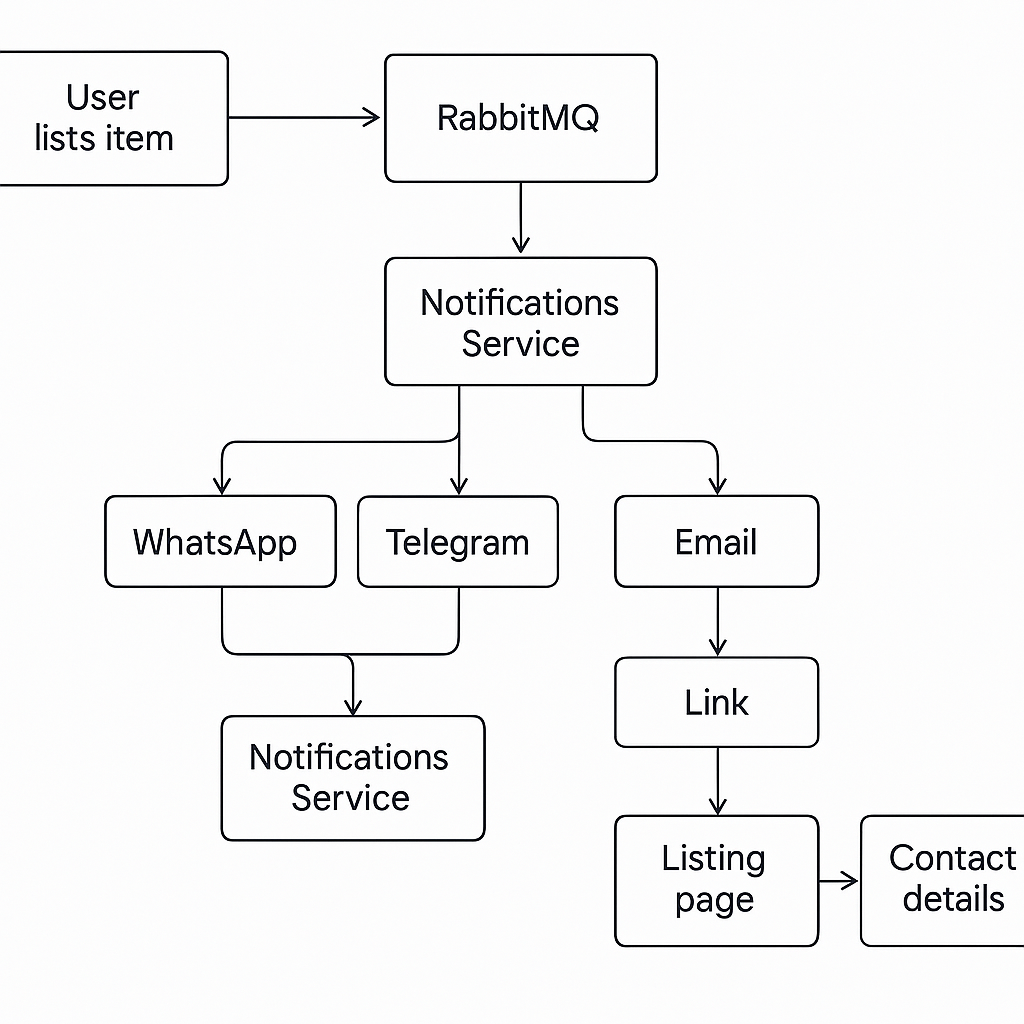 User
lists item
RabbitMQ
Notifications
Service
WhatsApp
Telegram
Email
Link
Notifications
Service
Listing
page
Contact
details